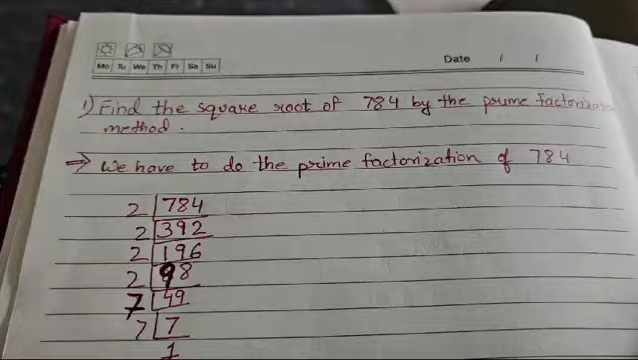 Mo Tu We Th Fr Sa Su
Date / /
1) Find the square root of 784 by the prime factorization
method.
⇒ We have to do the prime factorization of 784
2 784
2 392
2 196
2 98
7 49
7 7
1